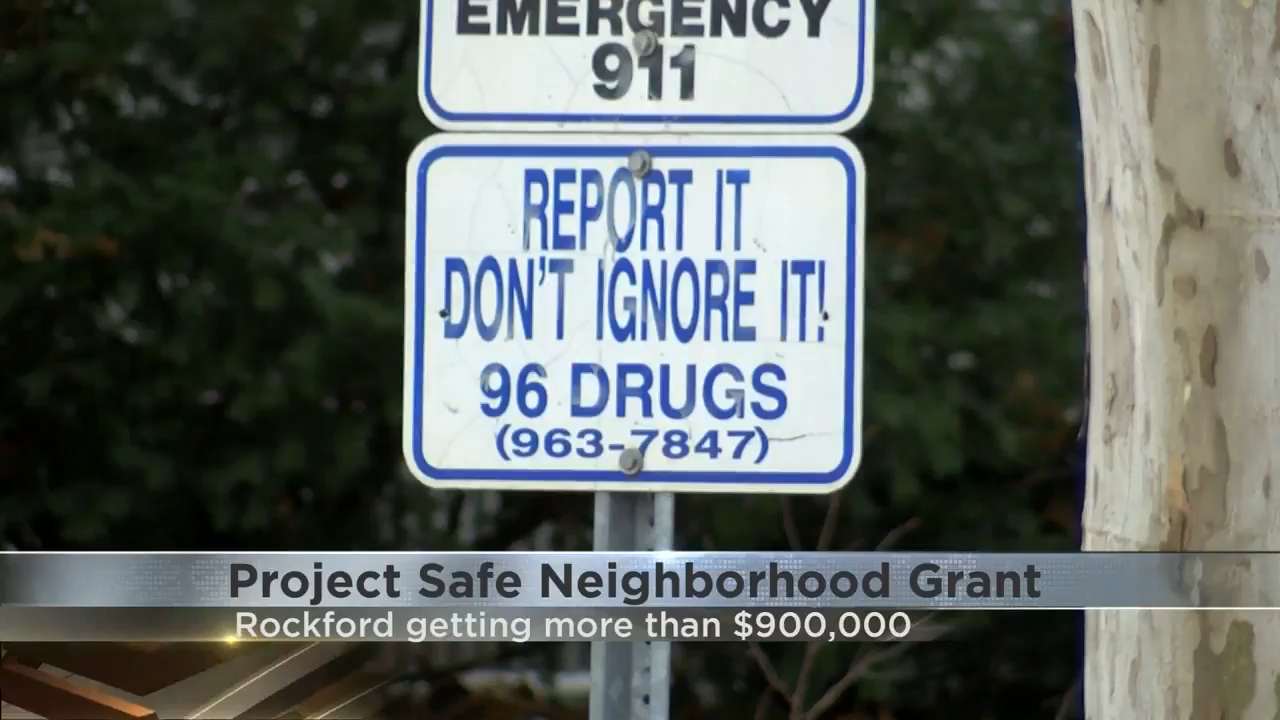 EMERGENCY
911
REPORT IT
DON'T IGNORE IT!
96 DRUGS
(963-7847)
Project Safe Neighborhood Grant
Rockford getting more than $900,000